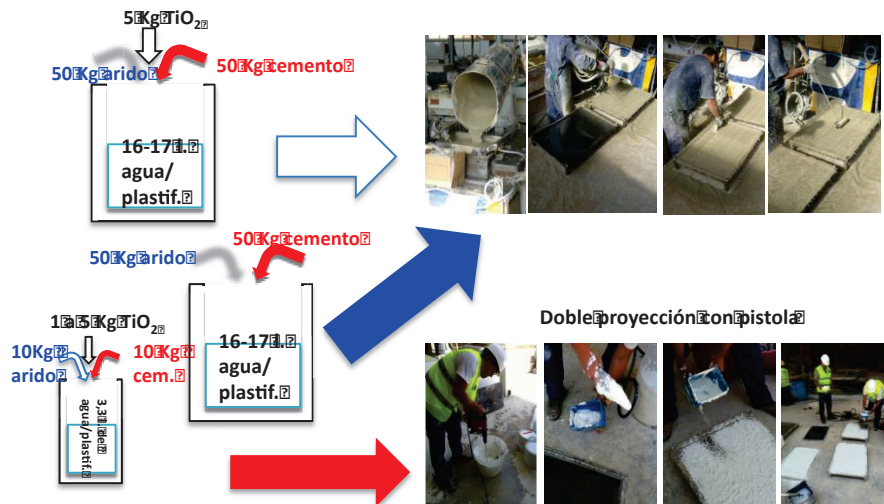 5 Kg TiO₂
50 Kg arido
50 Kg cemento
16-17 l.
agua/
plastif.
50 Kg cemento
50 Kg arido
16-17 l.
agua/
plastif.
1 a 5 Kg TiO₂
10Kg
arido
10 Kg
cem.
3.3 l. de
agua/plastif.
Doble proyección con pistola